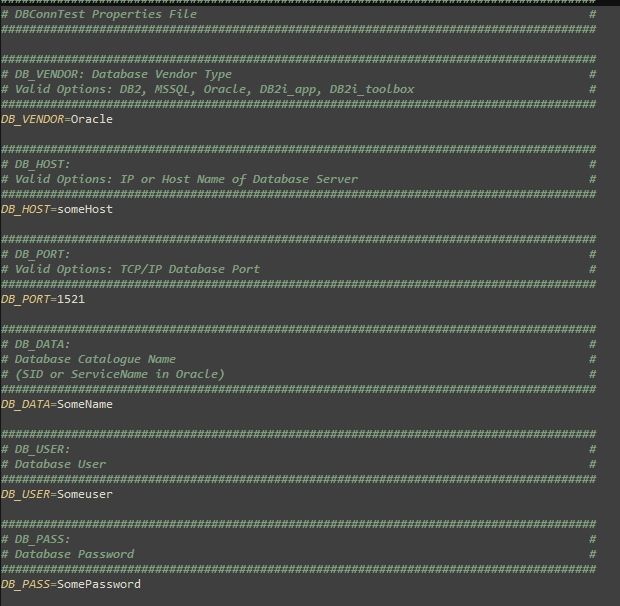 #####################################################################################
# DBConnTest Properties File                                                        #
#####################################################################################
#####################################################################################
# DB_VENDOR: Database Vendor Type                                                   #
# Valid Options: DB2, MSSQL, Oracle, DB2i_app, DB2i_toolbox                         #
#####################################################################################
DB_VENDOR=Oracle
#####################################################################################
# DB_HOST:                                                                          #
# Valid Options: IP or Host Name of Database Server                                 #
#####################################################################################
DB_HOST=someHost
#####################################################################################
# DB_PORT:                                                                          #
# Valid Options: TCP/IP Database Port                                               #
#####################################################################################
DB_PORT=1521
#####################################################################################
# DB_DATA:                                                                          #
# Database Catalogue Name                                                           #
# (SID or ServiceName in Oracle)                                                    #
#####################################################################################
DB_DATA=SomeName
#####################################################################################
# DB_USER:                                                                          #
# Database User                                                                     #
#####################################################################################
DB_USER=Someuser
#####################################################################################
# DB_PASS:                                                                          #
# Database Password                                                                 #
#####################################################################################
DB_PASS=SomePassword